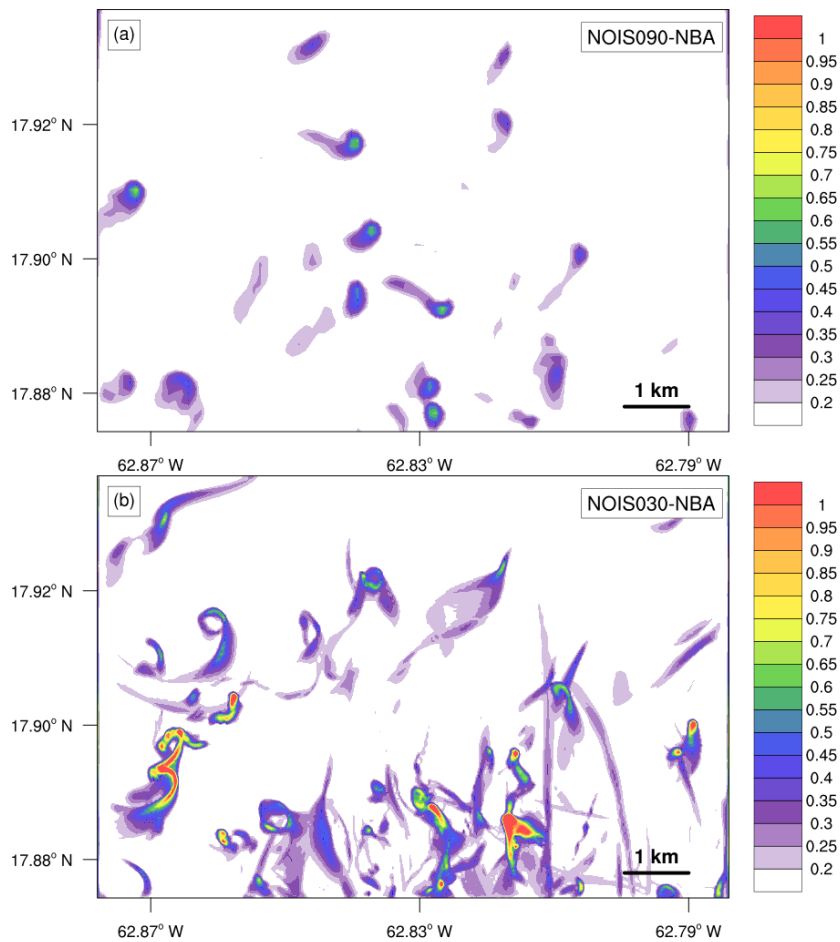 (a)
NOIS090-NBA
17.92° N
17.90° N
17.88° N
1 km
62.87° W
62.83° W
62.79° W
1
0.95
0.9
0.85
0.8
0.75
0.7
0.65
0.6
0.55
0.5
0.45
0.4
0.35
0.3
0.25
0.2
(b)
NOIS030-NBA
17.92° N
17.90° N
17.88° N
1 km
62.87° W
62.83° W
62.79° W
1
0.95
0.9
0.85
0.8
0.75
0.7
0.65
0.6
0.55
0.5
0.45
0.4
0.35
0.3
0.25
0.2